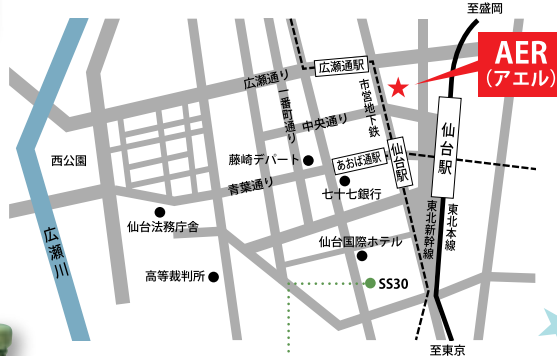 至盛岡
AER
(アエル)
広瀬通駅
広瀬通り
一番町通り
市営地下鉄
中央通り
仙台駅
仙台駅
西公園
藤崎デパート
あおば通駅
青葉通り
七十七銀行
東北新幹線
東北本線
仙台法務庁舎
広瀬川
仙台国際ホテル
高等裁判所
SS30
至東京